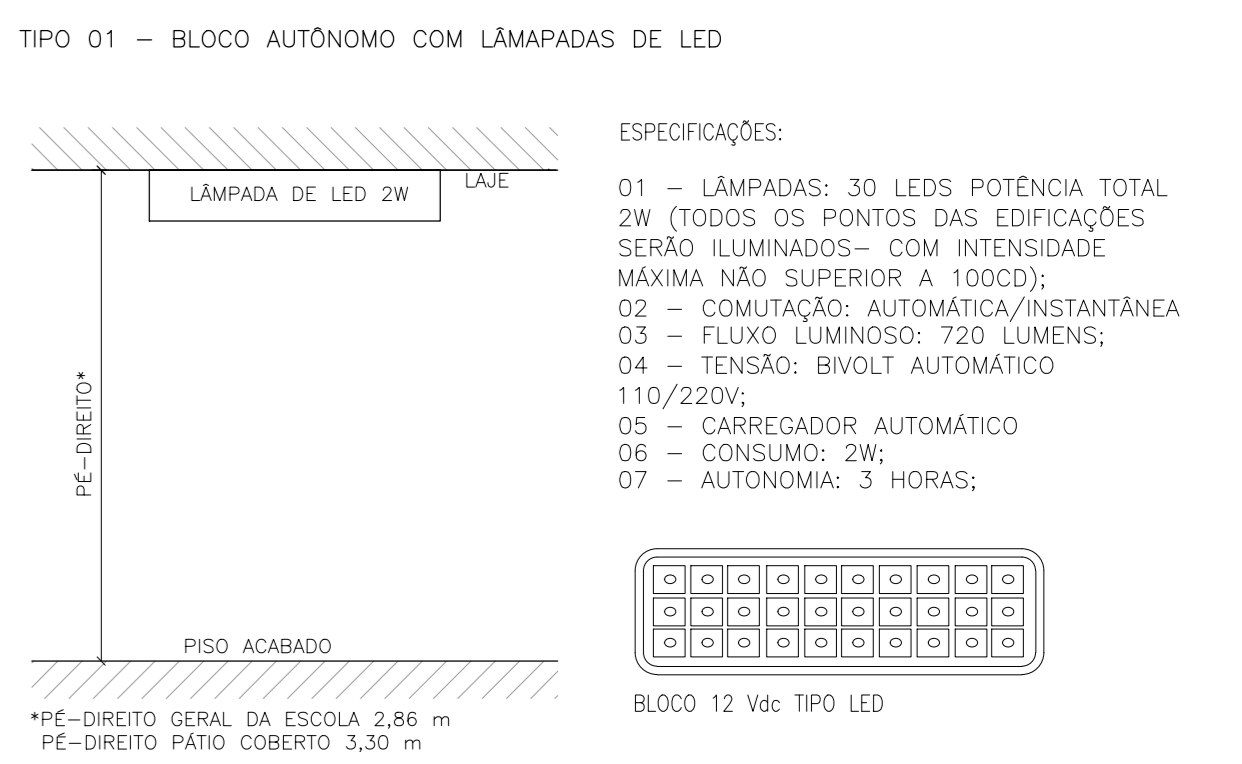 TIPO 01 – BLOCO AUTÔNOMO COM LÂMAPADAS DE LED
LÂMPADA DE LED 2W
LAJE
PÉ–DIREITO*
PISO ACABADO
*PÉ–DIREITO GERAL DA ESCOLA 2,86 m
PÉ–DIREITO PÁTIO COBERTO 3,30 m
ESPECIFICAÇÕES:
01 – LÂMPADAS: 30 LEDS POTÊNCIA TOTAL
2W (TODOS OS PONTOS DAS EDIFICAÇÕES
SERÃO ILUMINADOS– COM INTENSIDADE
MÁXIMA NÃO SUPERIOR A 100CD);
02 – COMUTAÇÃO: AUTOMÁTICA/INSTANTÂNEA
03 – FLUXO LUMINOSO: 720 LUMENS;
04 – TENSÃO: BIVOLT AUTOMÁTICO
110/220V;
05 – CARREGADOR AUTOMÁTICO
06 – CONSUMO: 2W;
07 – AUTONOMIA: 3 HORAS;
BLOCO 12 Vdc TIPO LED